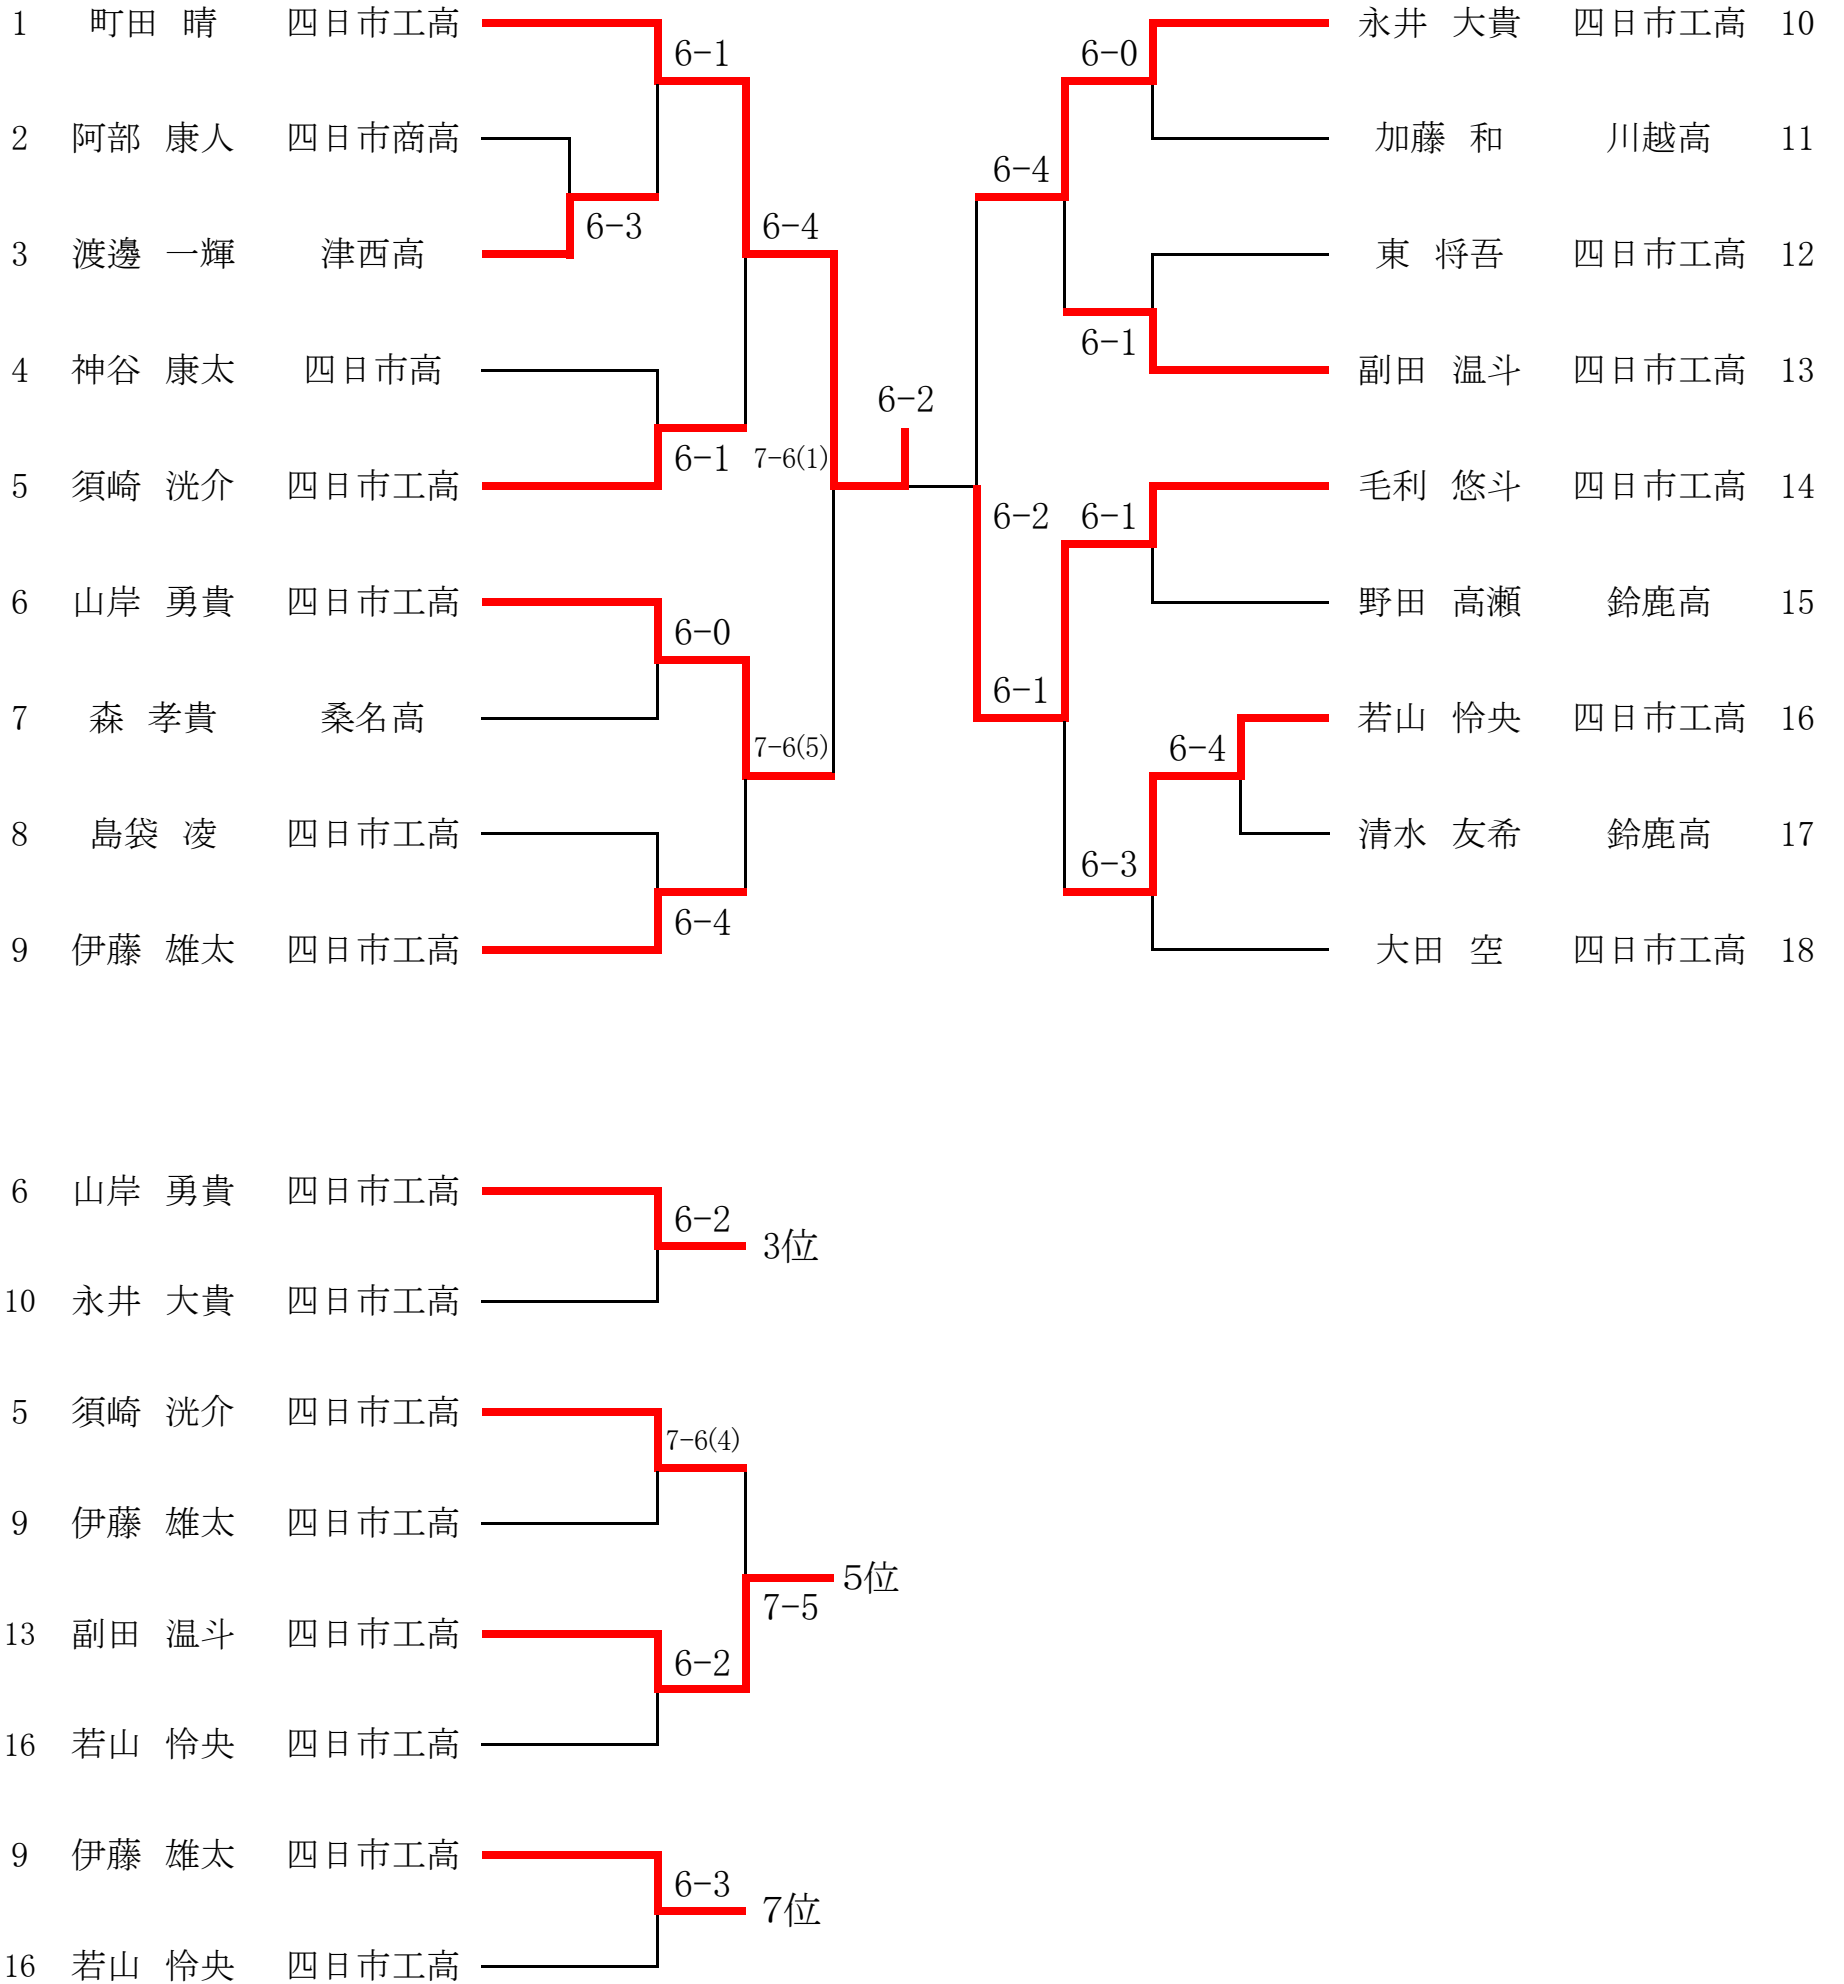 1 町田 晴 四日市工高 永井 大貴 四日市工高 10
6-1 6-0
2 阿部 康人 四日市商高 加藤 和 川越高 11
6-4
6-3 6-4
3 渡邊 一輝 津西高 東 将吾 四日市工高 12
6-1
4 神谷 康太 四日市高 副田 温斗 四日市工高 13
6-2
6-1 7-6(1)
5 須崎 洸介 四日市工高 毛利 悠斗 四日市工高 14
6-2 6-1
6 山岸 勇貴 四日市工高 野田 高瀬 鈴鹿高 15
6-0
6-1
7 森 孝貴 桑名高 若山 怜央 四日市工高 16
7-6(5) 6-4
8 島袋 凌 四日市工高 清水 友希 鈴鹿高 17
6-3
6-4
9 伊藤 雄太 四日市工高 大田 空 四日市工高 18
6 山岸 勇貴 四日市工高
6-2
3位
10 永井 大貴 四日市工高
5 須崎 洸介 四日市工高
7-6(4)
9 伊藤 雄太 四日市工高
5位
7-5
13 副田 温斗 四日市工高
6-2
16 若山 怜央 四日市工高
9 伊藤 雄太 四日市工高
6-3
7位
16 若山 怜央 四日市工高